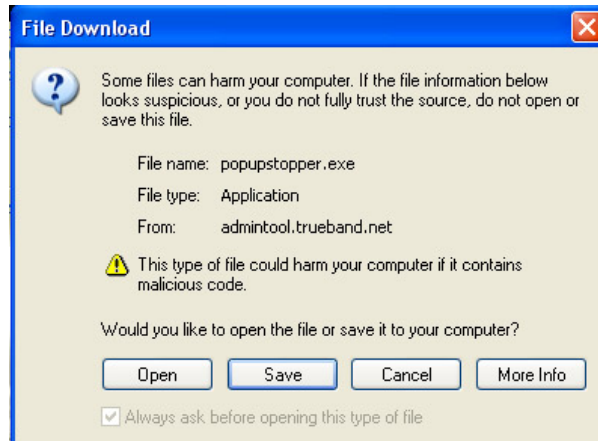 File Download
Some files can harm your computer. If the file information below
looks suspicious, or you do not fully trust the source, do not open or
save this file.
File name: popupstopper.exe
File type: Application
From: admintool.trueband.net
This type of file could harm your computer if it contains
malicious code.
Would you like to open the file or save it to your computer?
Open Save Cancel More Info
Always ask before opening this type of file